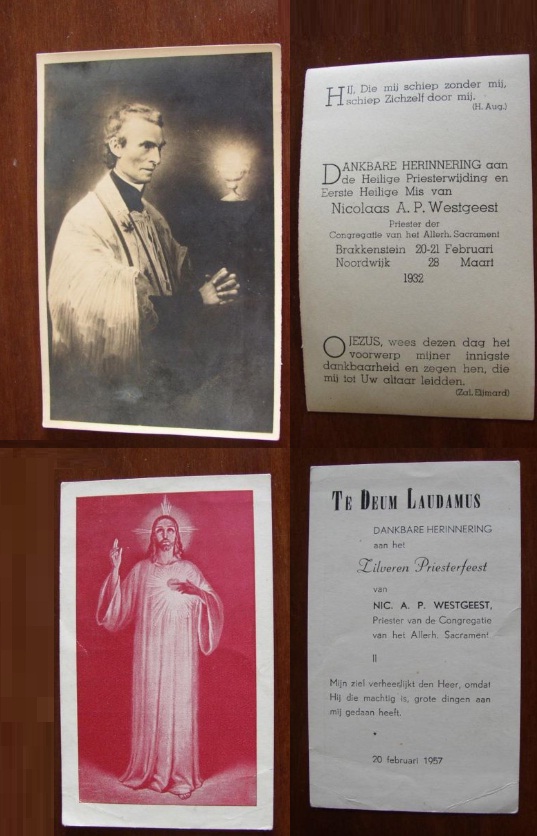 HIJ, Die mij schiep zonder mij,
schiep Zichzelf door mij.
(H. Aug.)
DANKBARE HERINNERING aan
de Heilige Priesterwijding en
Eerste Heilige Mis van
Nicolaas A. P. Westgeest
Priester der
Congregatie van het Allerh. Sacrament
Brakkenstein 20-21 Februari
Noordwijk 28 Maart
1932
O JEZUS, wees dezen dag het
voorwerp mijner innigste
dankbaarheid en zegen hen, die
mij tot Uw altaar leidden.
(Zal. Eijmard)
TE DEUM LAUDAMUS
DANKBARE HERINNERING
aan het
Zilveren Priesterfeest
van
NIC. A. P. WESTGEEST,
Priester van de Congregatie
van het Allerh. Sacrament
||
Mijn ziel verheerlijkt den Heer, omdat
Hij die machtig is, grote dingen aan
mij gedaan heeft.
*
20 februari 1957